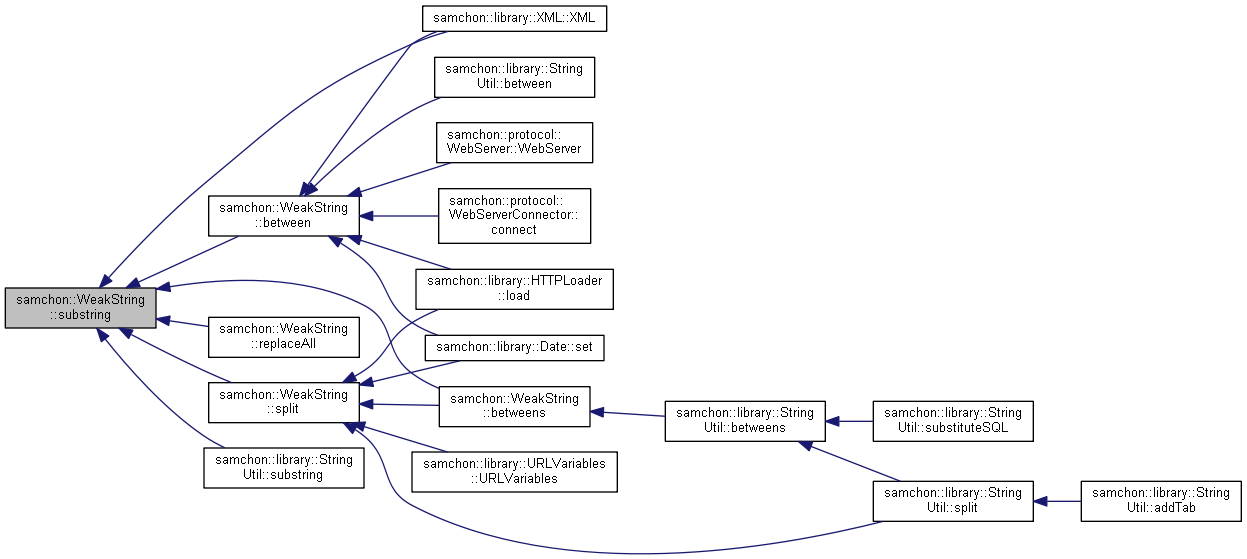 samchon::library::XML::XML
samchon::library::String
Util::between
samchon::protocol::
WebServer::WebServer
samchon::WeakString
::between
samchon::protocol::
WebServerConnector::
connect
samchon::library::HTTPLoader
::load
samchon::WeakString
::substring
samchon::WeakString
::replaceAll
samchon::library::Date::set
samchon::WeakString
::split
samchon::WeakString
::betweens
samchon::library::String
Util::betweens
samchon::library::String
Util::substituteSQL
samchon::library::String
Util::substring
samchon::library::URLVariables
::URLVariables
samchon::library::String
Util::split
samchon::library::String
Util::addTab